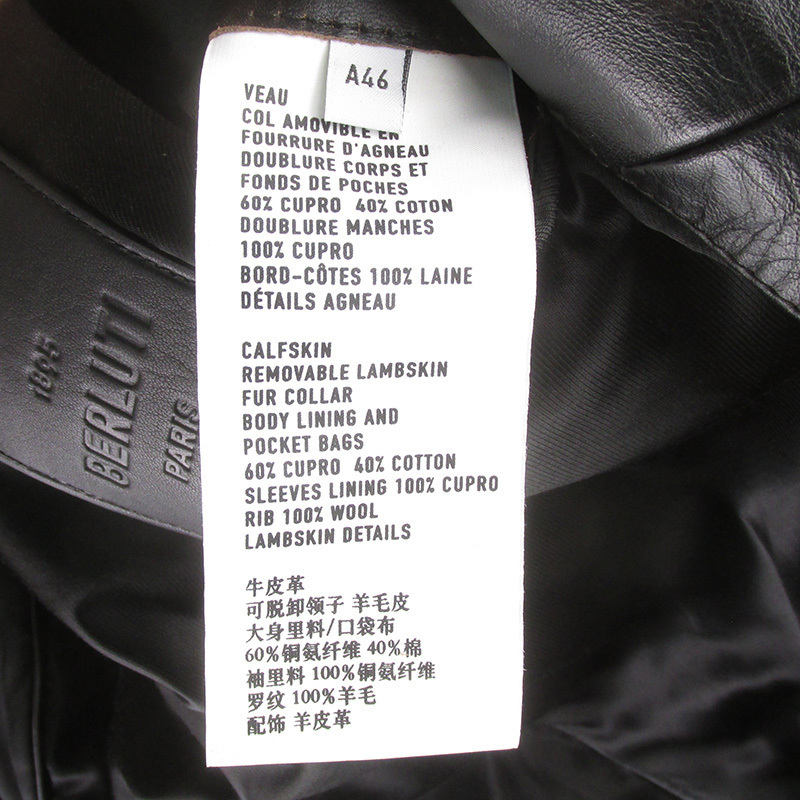 A46
VEAU
COL AMOVIBLE EN
FOURRURE D'AGNEAU
DOUBLURE CORPS ET
FONDS DE POCHES
60% CUPRO 40% COTON
DOUBLURE MANCHES
100% CUPRO
BORD-CÔTES 100% LAINE
DÉTAILS AGNEAU
CALFSKIN
REMOVABLE LAMBSKIN
FUR COLLAR
BODY LINING AND
POCKET BAGS
60% CUPRO 40% COTTON
SLEEVES LINING 100% CUPRO
RIB 100% WOOL
LAMBSKIN DETAILS
牛皮革
可脱卸领子 羊毛皮
大身里料/口袋布
60%铜氨纤维 40%棉
袖里料 100%铜氨纤维
罗纹 100%羊毛
配饰 羊皮革
1895
BERLUTI
PARIS